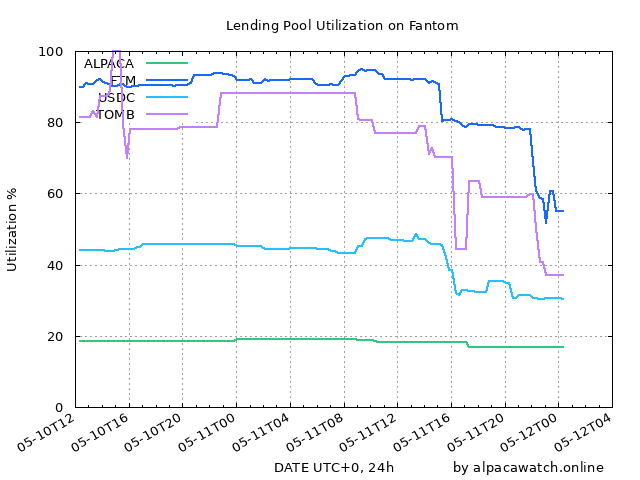 Lending Pool Utilization on Fantom
100
80
60
40
20
0
Utilization %
ALPACA
FTM
USDC
TOMB
05-10T12
05-10T16
05-10T20
05-11T00
05-11T04
05-11T08
05-11T12
05-11T16
05-11T20
05-12T00
05-12T04
DATE UTC+0, 24h
by alpacawatch.online